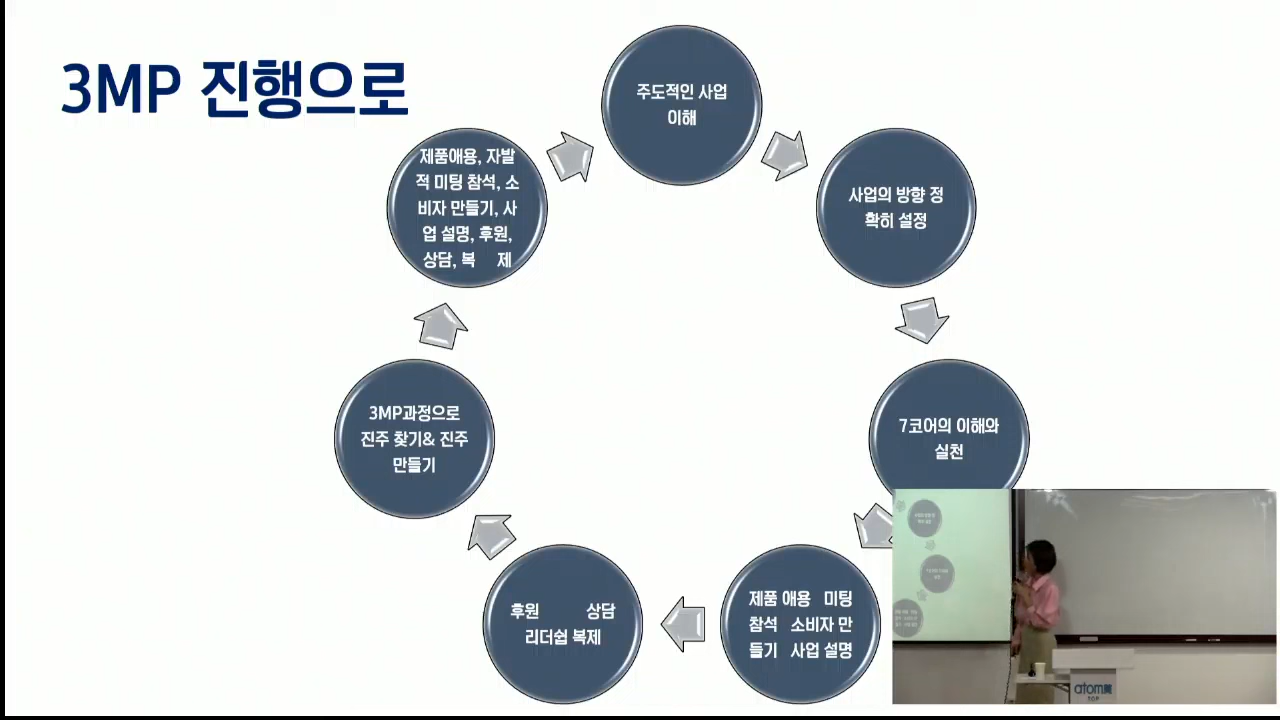 3MP 진행으로
주도적인 사업
이해
사업의 방향 정
확히 설정
7코어의 이해와
실천
제품 애용 미팅
참석 소비자 만
들기 사업 설명
후원 상담
리더쉼 복제
3MP과정으로
진주 찾기& 진주
만들기
제품애용, 자발
적 미팅 참석, 소
비자 만들기, 사
업 설명, 후원,
상담, 복 제
atom美
TOP